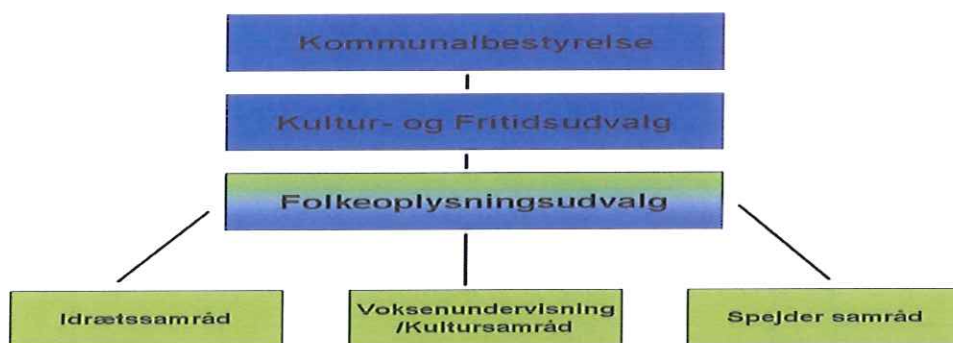 Kommunalbestyrelse
Kultur- og Fritidsudvalg
Folkeoplysningsudvalg
Idrætssamråd
Voksenundervisning
/Kultursamråd
Spejder samråd